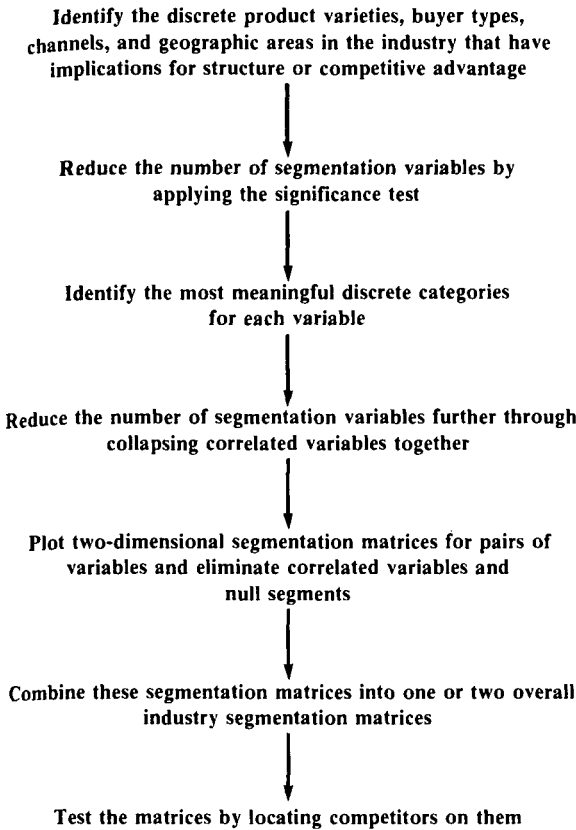 Identify the discrete product varieties, buyer types,
channels, and geographic areas in the industry that have
implications for structure or competitive advantage
Reduce the number of segmentation variables by
applying the significance test
Identify the most meaningful discrete categories
for each variable
Reduce the number of segmentation variables further through
collapsing correlated variables together
Plot two-dimensional segmentation matrices for pairs of
variables and eliminate correlated variables and
null segments
Combine these segmentation matrices into one or two overall
industry segmentation matrices
Test the matrices by locating competitors on them